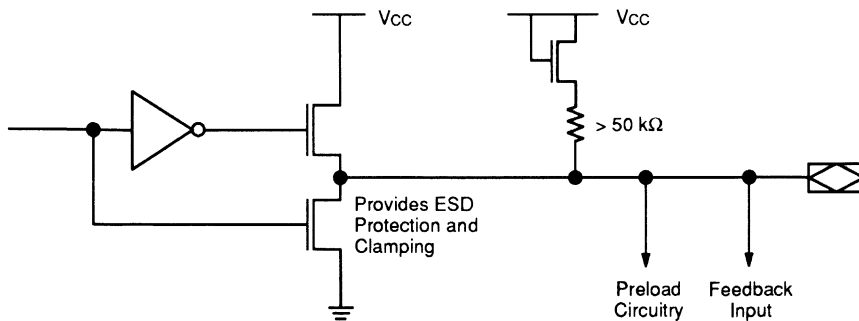 VCC
VCC
> 50 kΩ
Provides ESD
Protection and
Clamping
Preload
Circuitry
Feedback
Input